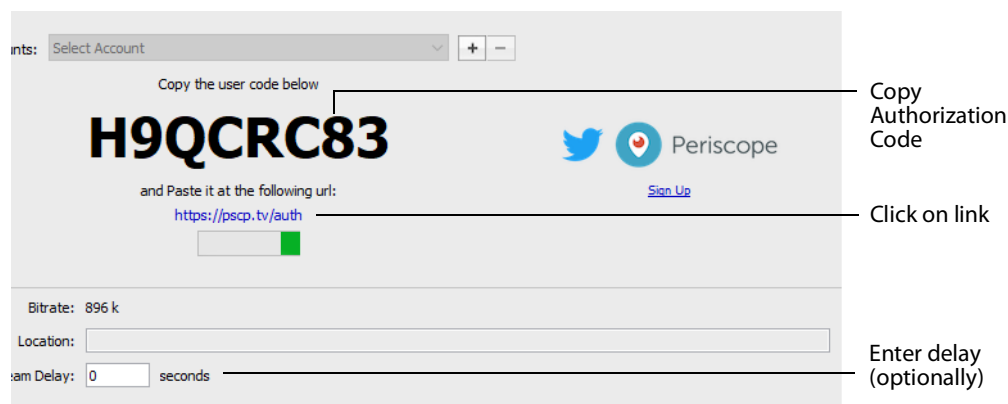 unts: Select Account + −
Copy the user code below
Copy
Authorization
Code
H9QCRC83
Periscope
and Paste it at the following url:
Sign Up
https://pscp.tv/auth
Click on link
Bitrate: 896 k
Location:
Enter delay
(optionally)
am Delay: 0 seconds